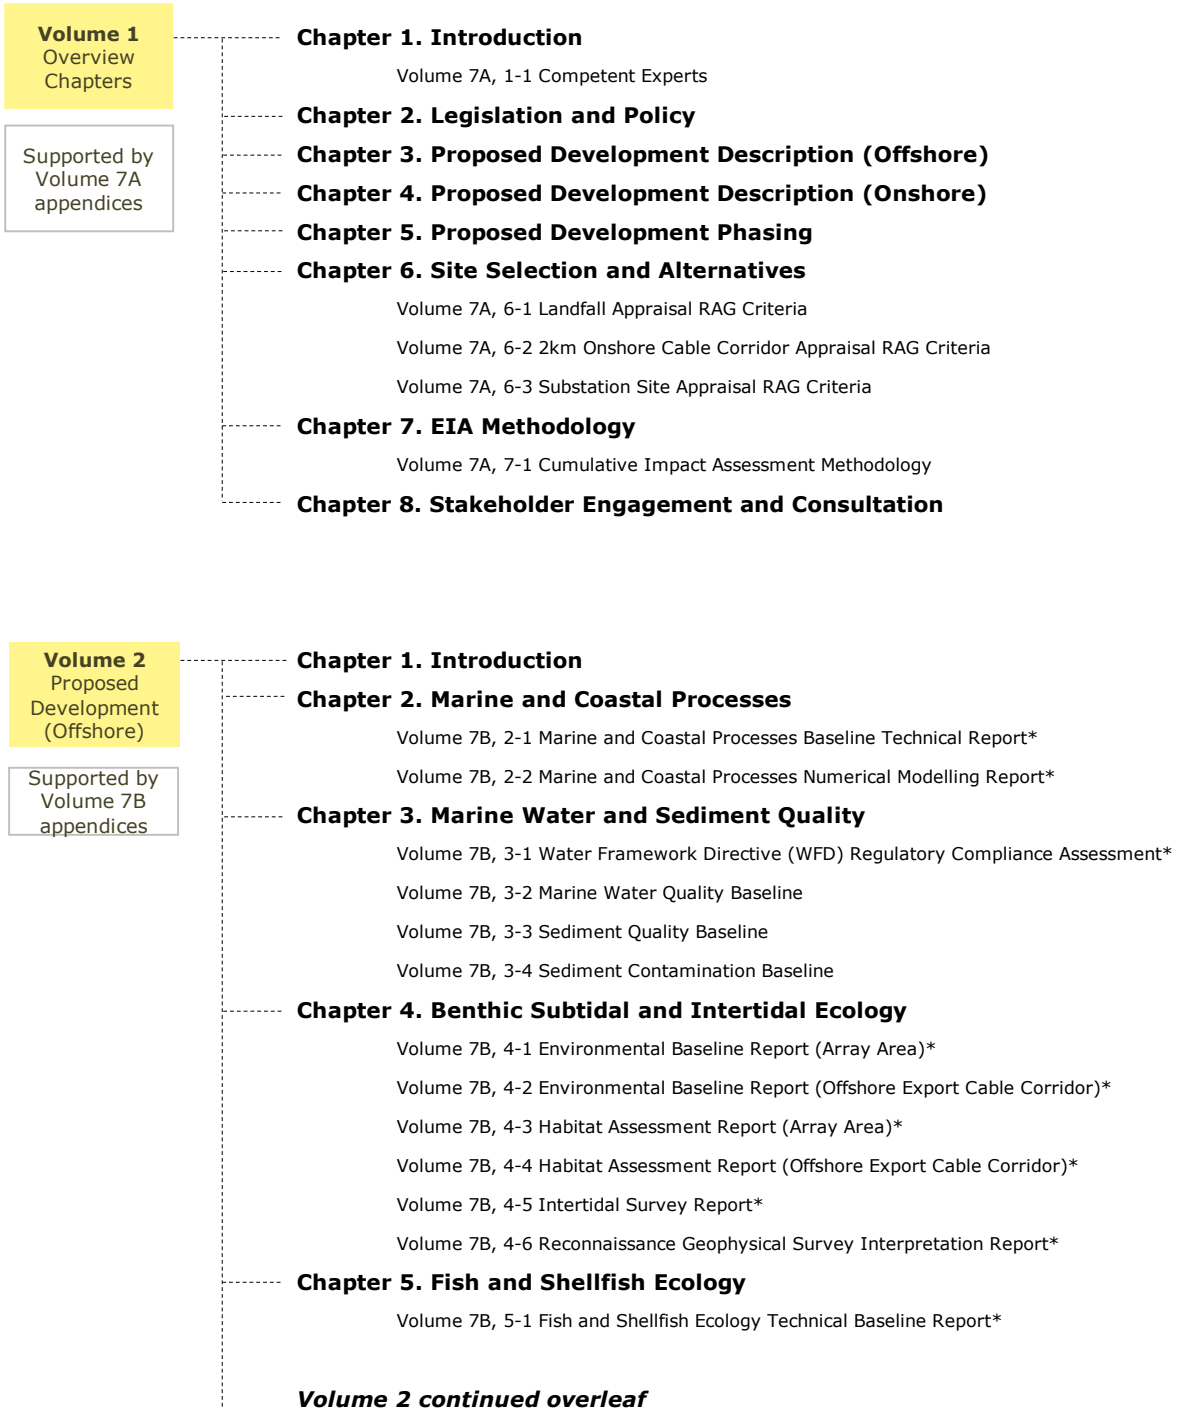 Volume 1
Overview
Chapters
Supported by
Volume 7A
appendices
Chapter 1. Introduction
Volume 7A, 1-1 Competent Experts
Chapter 2. Legislation and Policy
Chapter 3. Proposed Development Description (Offshore)
Chapter 4. Proposed Development Description (Onshore)
Chapter 5. Proposed Development Phasing
Chapter 6. Site Selection and Alternatives
Volume 7A, 6-1 Landfall Appraisal RAG Criteria
Volume 7A, 6-2 2km Onshore Cable Corridor Appraisal RAG Criteria
Volume 7A, 6-3 Substation Site Appraisal RAG Criteria
Chapter 7. EIA Methodology
Volume 7A, 7-1 Cumulative Impact Assessment Methodology
Chapter 8. Stakeholder Engagement and Consultation
Volume 2
Proposed
Development
(Offshore)
Supported by
Volume 7B
appendices
Chapter 1. Introduction
Chapter 2. Marine and Coastal Processes
Volume 7B, 2-1 Marine and Coastal Processes Baseline Technical Report*
Volume 7B, 2-2 Marine and Coastal Processes Numerical Modelling Report*
Chapter 3. Marine Water and Sediment Quality
Volume 7B, 3-1 Water Framework Directive (WFD) Regulatory Compliance Assessment*
Volume 7B, 3-2 Marine Water Quality Baseline
Volume 7B, 3-3 Sediment Quality Baseline
Volume 7B, 3-4 Sediment Contamination Baseline
Chapter 4. Benthic Subtidal and Intertidal Ecology
Volume 7B, 4-1 Environmental Baseline Report (Array Area)*
Volume 7B, 4-2 Environmental Baseline Report (Offshore Export Cable Corridor)*
Volume 7B, 4-3 Habitat Assessment Report (Array Area)*
Volume 7B, 4-4 Habitat Assessment Report (Offshore Export Cable Corridor)*
Volume 7B, 4-5 Intertidal Survey Report*
Volume 7B, 4-6 Reconnaissance Geophysical Survey Interpretation Report*
Chapter 5. Fish and Shellfish Ecology
Volume 7B, 5-1 Fish and Shellfish Ecology Technical Baseline Report*
Volume 2 continued overleaf